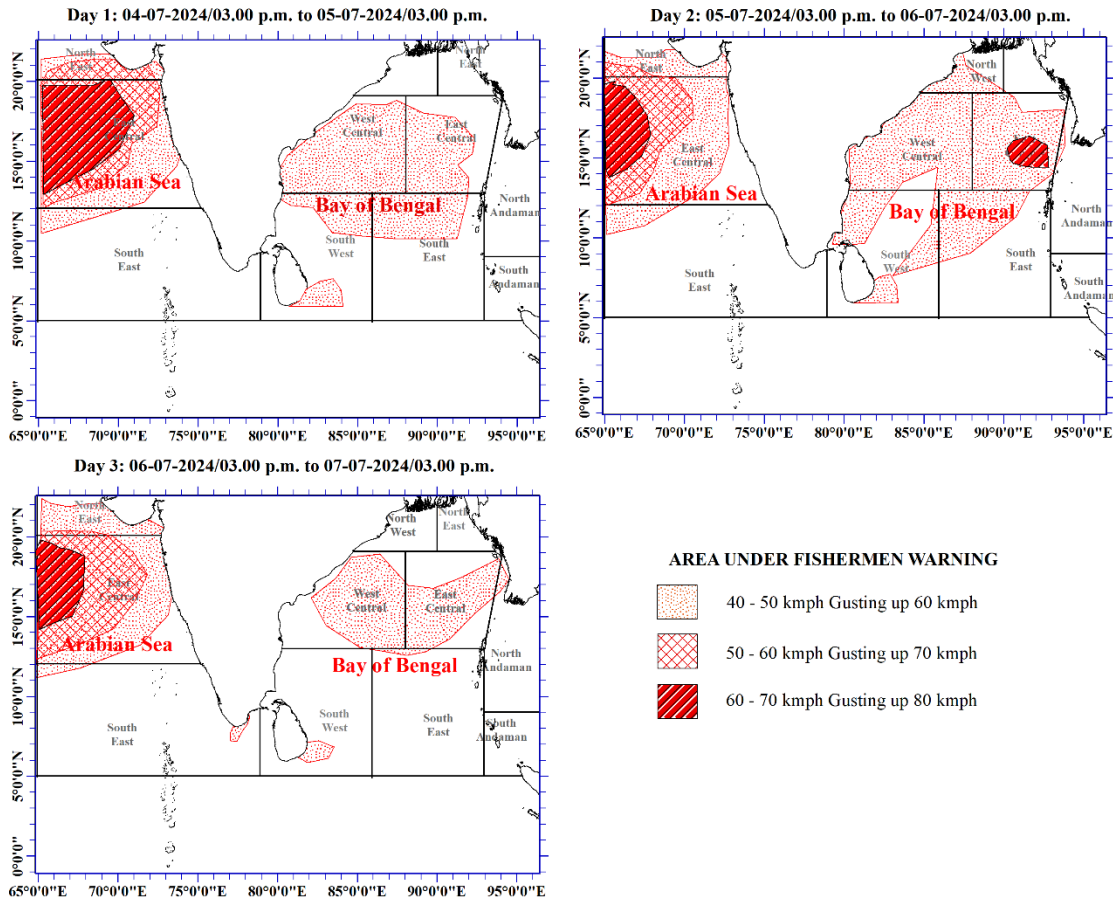 Day 1: 04-07-2024/03.00 p.m. to 05-07-2024/03.00 p.m.
North
East
North
East
20°0'0"N
15°0'0"N
10°0'0"N
5°0'0"N
0°0'0"
East
Central
West
Central
East
Central
Arabian Sea
Bay of Bengal
North
Andaman
South
East
South
West
South
East
South
Andaman
65°0'0"E 70°0'0"E 75°0'0"E 80°0'0"E 85°0'0"E 90°0'0"E 95°0'0"E
Day 2: 05-07-2024/03.00 p.m. to 06-07-2024/03.00 p.m.
North
East
North
West
20°0'0"N
15°0'0"N
10°0'0"N
5°0'0"N
0°0'0"
East
Central
West
Central
Arabian Sea
Bay of Bengal
North
Andaman
South
East
South
West
South
East
South
Andaman
65°0'0"E 70°0'0"E 75°0'0"E 80°0'0"E 85°0'0"E 90°0'0"E 95°0'0"E
Day 3: 06-07-2024/03.00 p.m. to 07-07-2024/03.00 p.m.
North
East
North
West
North
East
20°0'0"N
15°0'0"N
10°0'0"N
5°0'0"N
0°0'0"
East
Central
West
Central
East
Central
Arabian Sea
Bay of Bengal
North
Andaman
South
East
South
West
South
East
South
Andaman
65°0'0"E 70°0'0"E 75°0'0"E 80°0'0"E 85°0'0"E 90°0'0"E 95°0'0"E
AREA UNDER FISHERMEN WARNING
40 - 50 kmph Gusting up 60 kmph
50 - 60 kmph Gusting up 70 kmph
60 - 70 kmph Gusting up 80 kmph